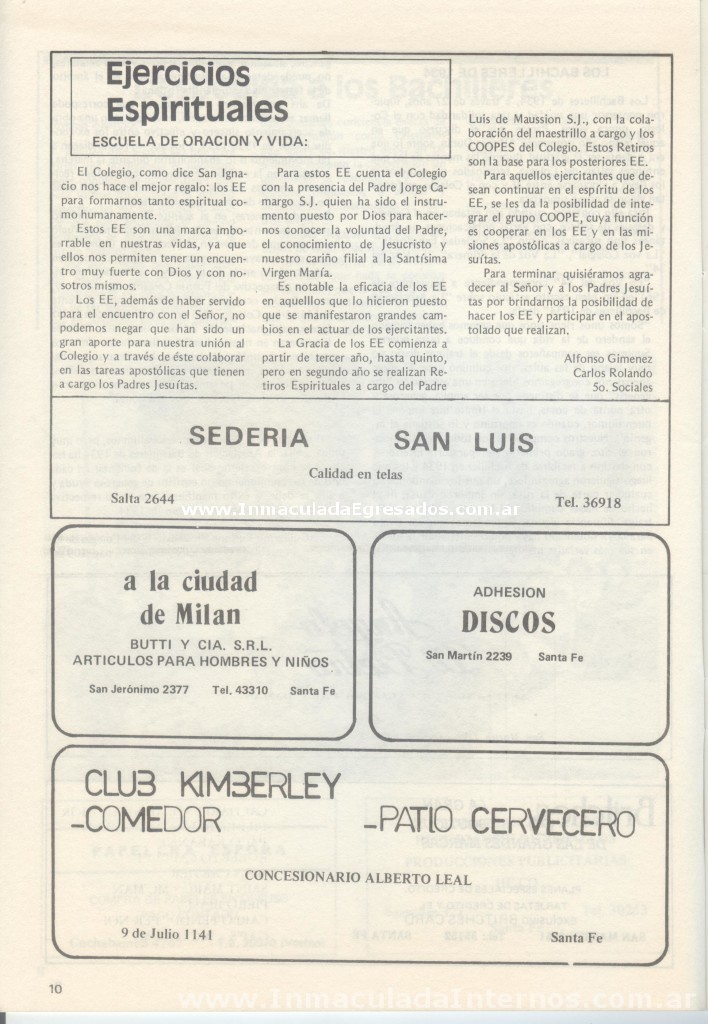 Ejercicios
Espirituales
ESCUELA DE ORACION Y VIDA:
El Colegio, como dice San Igna-
cio nos hace el mejor regalo: los EE
para formarnos tanto espiritual co-
mo humanamente.
Estos EE son una marca imbo-
rrable en nuestras vidas, ya que
ellos nos permiten tener un encuen-
tro muy fuerte con Dios y con no-
sotros mismos.
Los EE, además de haber servido
para el encuentro con el Señor, no
podemos negar que han sido un
gran aporte para nuestra unión al
Colegio y a través de éste colaborar
en las tareas apostólicas que tienen
a cargo los Padres Jesuítas.
Para estos EE cuenta el Colegio
con la presencia del Padre Jorge Ca-
margo S.J. quien ha sido el instru-
mento puesto por Dios para hacer-
nos conocer la voluntad del Padre,
el conocimiento de Jesucristo y
nuestro cariño filial a la Santísima
Virgen María.
Es notable la eficacia de los EE
en aquellloś que lo hicieron puesto
que se manifestaron grandes cam-
bios en el actuar de los ejercitantes.
La Gracia de los EE comienza a
partir de tercer año, hasta quinto,
pero en segundo año se realizan Re-
tiros Espirituales a cargo del Padre
Luis de Maussion S.J., con la cola-
boración del maestrillo a cargo y los
COOPES del Colegio. Estos Retiros
son la base para los posteriores EE.
Para aquellos ejercitantes que de-
sean continuar en el espíritu de los
EE, se les da la posibilidad de inte-
grar el grupo COOPE, cuya función
es cooperar en los EE y en las mi-
siones apostólicas a cargo de los Je-
suítas.
Para terminar quisiéramos agra-
decer al Señor y a los Padres Jesuí-
tas por brindarnos la posibilidad de
hacer los EE y participar en el apos-
tolado que realizan.
Alfonso Gimenez
Carlos Rolando
5o. Sociales
SEDERIA SAN LUIS
Calidad en telas
Salta 2644 Tel. 36918
www.InmaculadaEgresados.com.ar
a la ciudad
de Milan
BUTTI Y CIA. S.R.L.
ARTICULOS PARA HOMBRES Y NIÑOS
San Jerónimo 2377 Tel. 43310 Santa Fe
ADHESION
DISCOS
San Martín 2239 Santa Fe
CLUB KIMBERLEY
-COMEDOR -PATIO CERVECERO
CONCESIONARIO ALBERTO LEAL
9 de Julio 1141 Santa Fe
10
www.InmaculadaInternos.com.ar